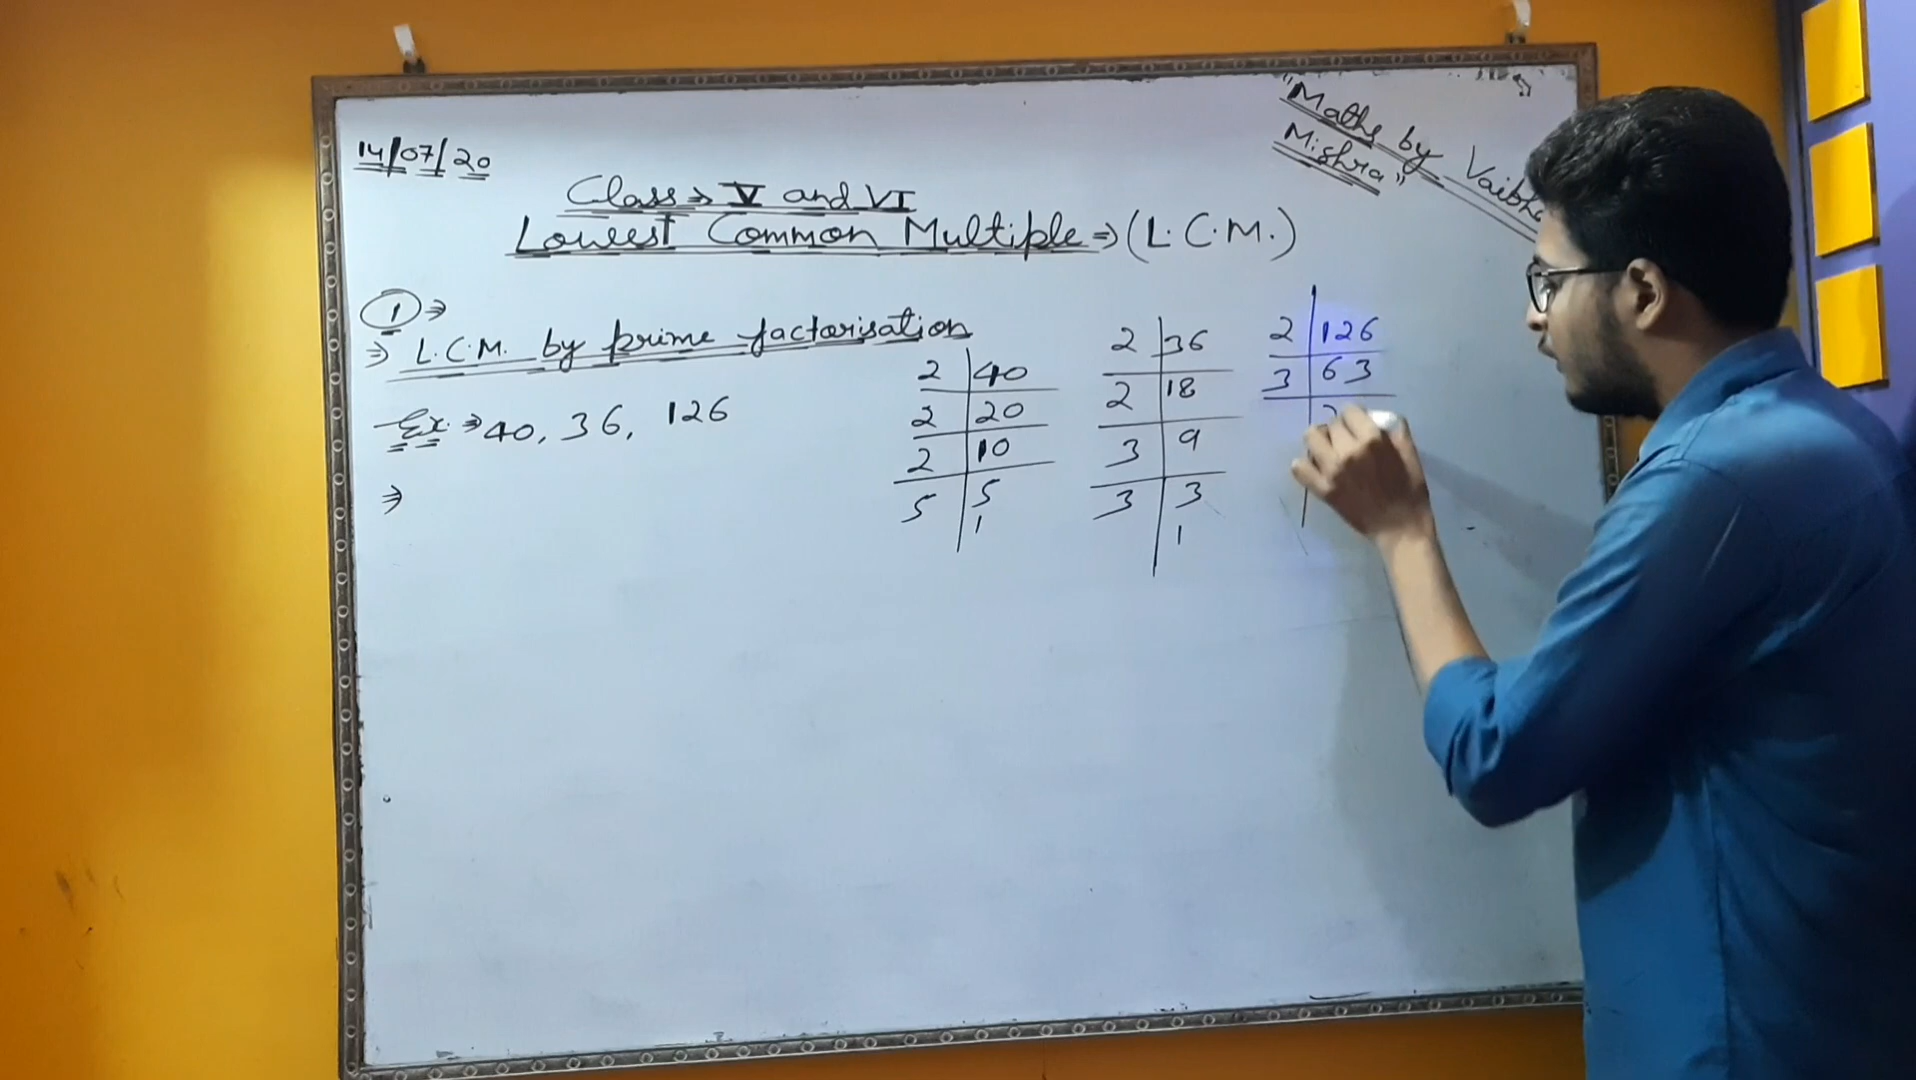 14/07/20
"Maths by
Mishra"
Class⇒ V and VI
Lowest Common Multiple ⇒ (L.C.M.)
1 ⇒
⇒ L.C.M. by prime factorisation
Ex. ⇒ 40, 36, 126
⇒
2 | 40
2 | 20
2 | 10
5 | 5
1
2 | 36
2 | 18
3 | 9
3 | 3
1
2 | 126
3 | 63